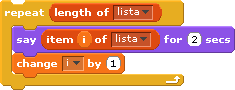 repeat length of lista
say item i of lista for 2 secs
change i by 1